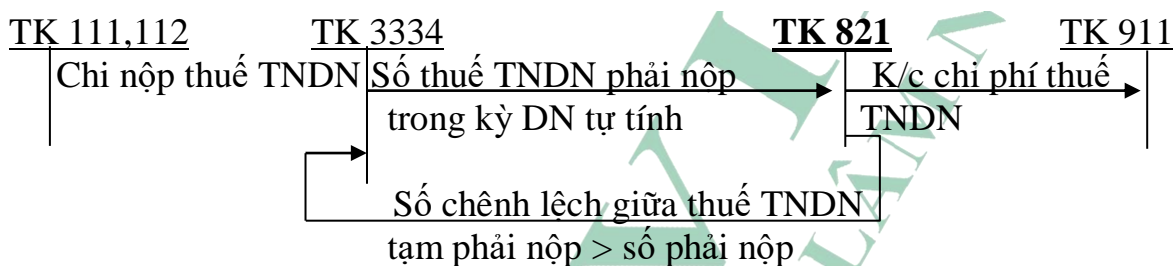 TK 111,112 TK 3334 TK 821 TK 911
Chi nộp thuế TNDN Số thuế TNDN phải nộp K/c chi phí thuế
trong kỳ DN tự tính TNDN
Số chênh lệch giữa thuế TNDN
tạm phải nộp > số phải nộp
LÂM